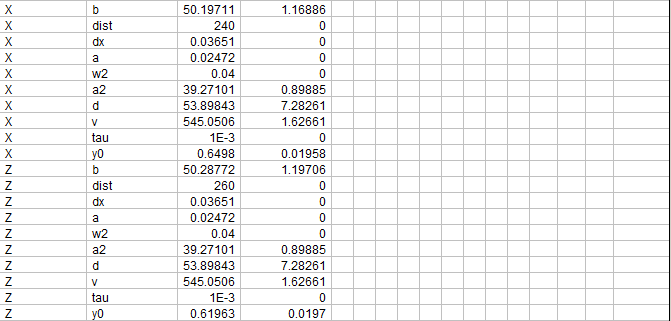 X b 50.19711 1.16886
X dist 240 0
X dx 0.03651 0
X a 0.02472 0
X w2 0.04 0
X a2 39.27101 0.89885
X d 53.89843 7.28261
X v 545.0506 1.62661
X tau 1E-3 0
X y0 0.6498 0.01958
Z b 50.28772 1.19706
Z dist 260 0
Z dx 0.03651 0
Z a 0.02472 0
Z w2 0.04 0
Z a2 39.27101 0.89885
Z d 53.89843 7.28261
Z v 545.0506 1.62661
Z tau 1E-3 0
Z y0 0.61963 0.0197